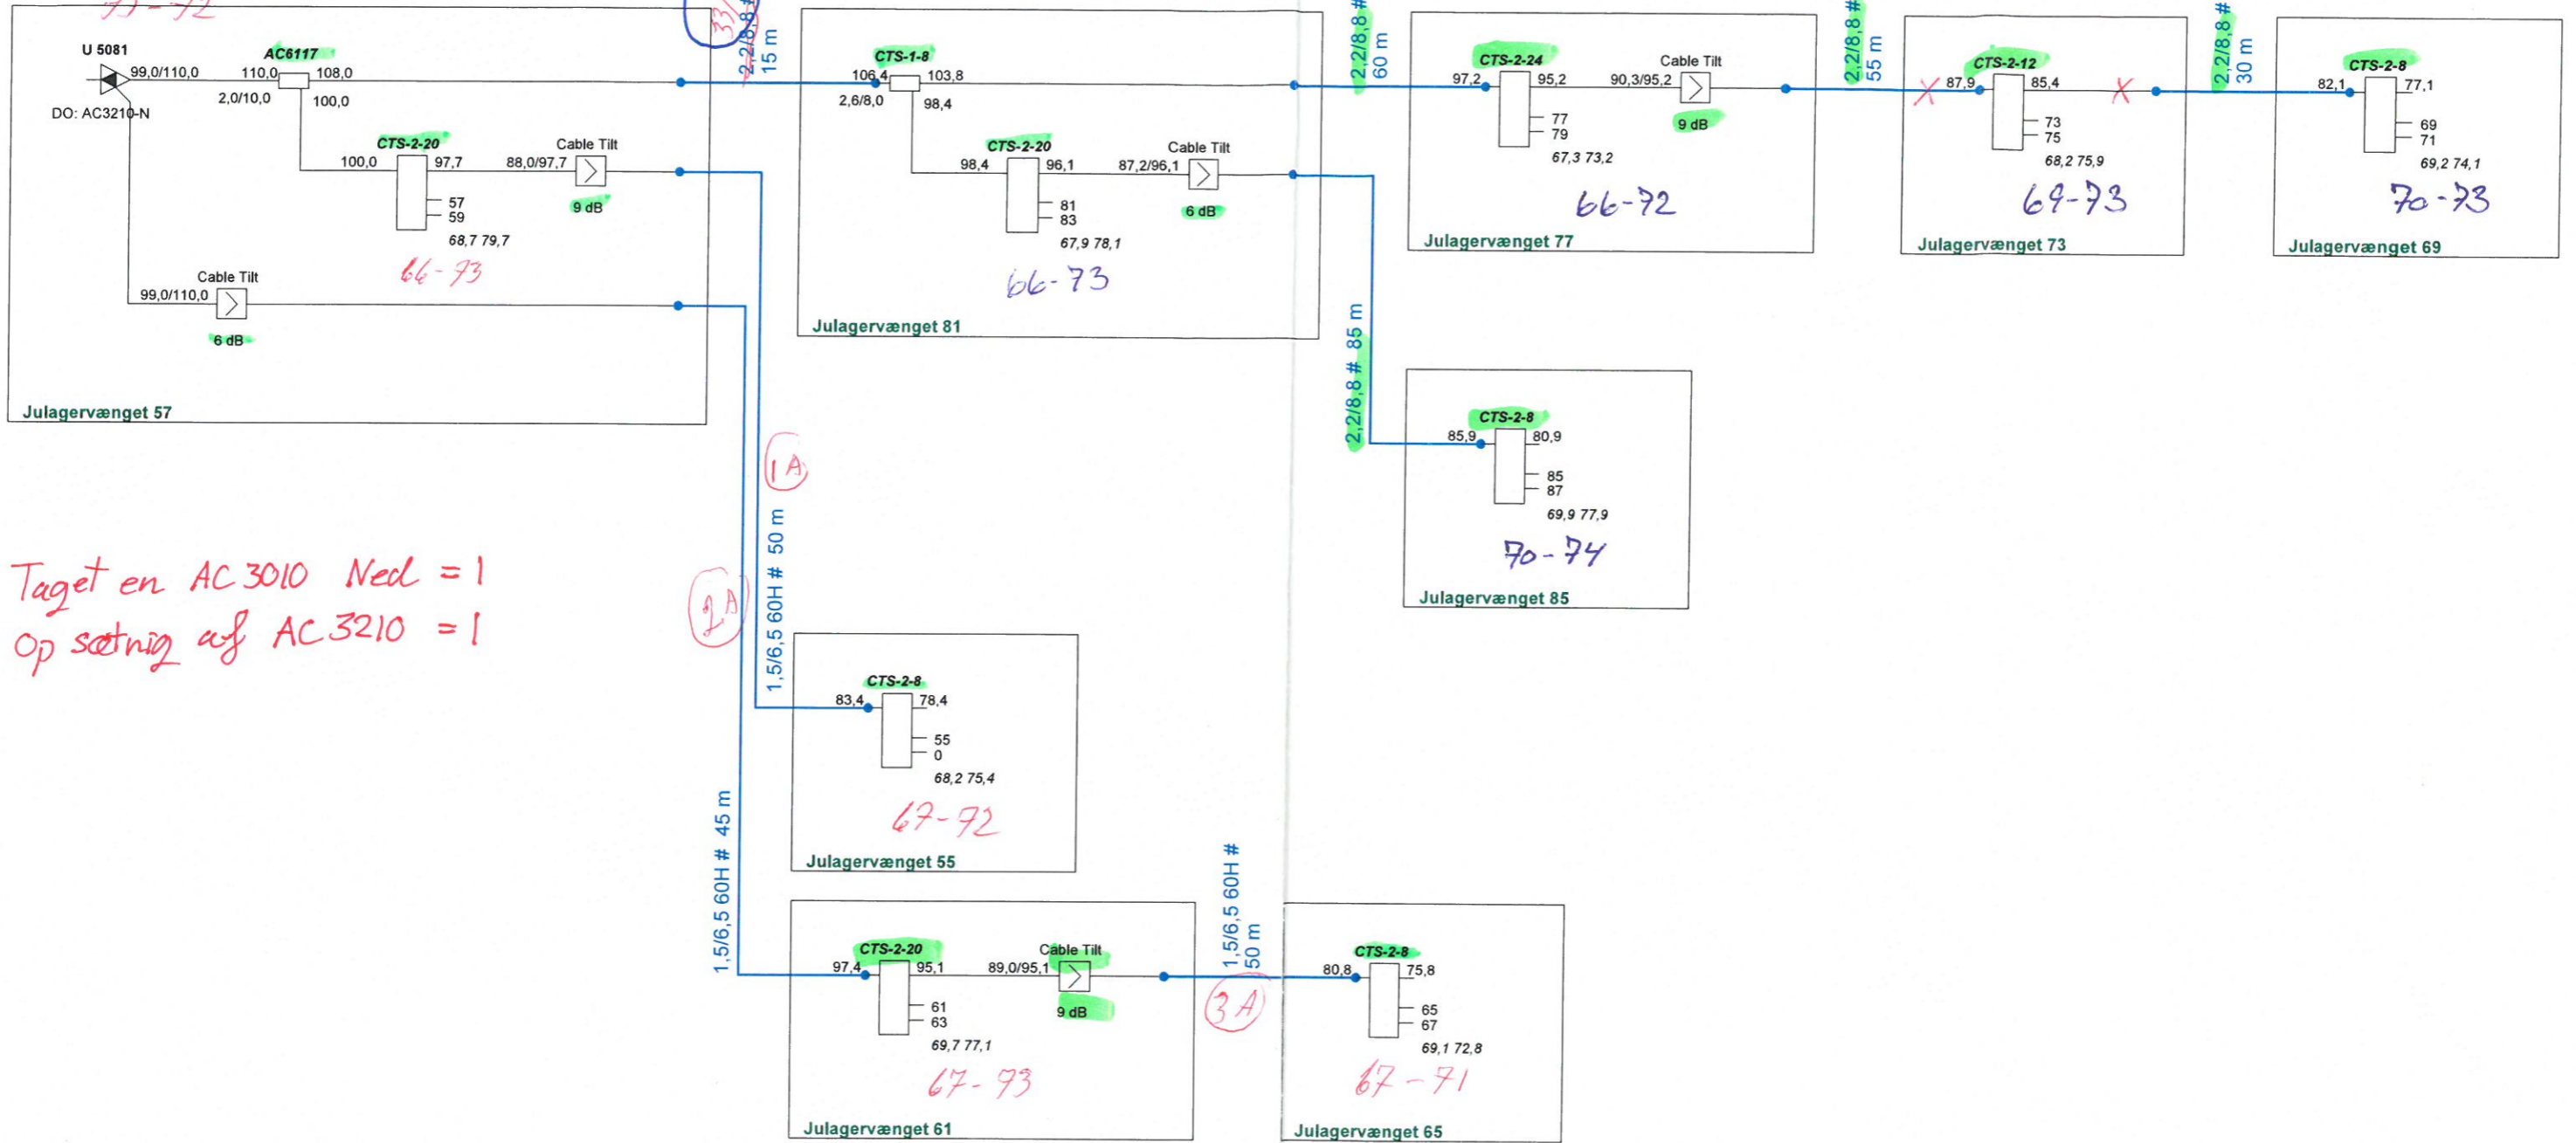 U 5081
99,0/110,0
DO: AC3210-N
AC6117
110,0
108,0
2,0/10,0
100,0
CTS-2-20
100,0
97,7
57
59
68,7 79,7
66-73
88,0/97,7
Cable Tilt
9 dB
Cable Tilt
99,0/110,0
6 dB
Julagervænget 57
2,2/8,8 #
15 m
CTS-1-8
106,4
103,8
2,6/8,0
98,4
CTS-2-20
98,4
96,1
81
83
67,9 78,1
66-73
Cable Tilt
87,2/96,1
6 dB
Julagervænget 81
2,2/8,8 #
60 m
CTS-2-24
97,2
95,2
77
79
67,3 73,2
66-72
Cable Tilt
90,3/95,2
9 dB
Julagervænget 77
2,2/8,8 #
55 m
CTS-2-12
87,9
85,4
73
75
68,2 75,9
69-73
Julagervænget 73
2,2/8,8 #
30 m
CTS-2-8
82,1
77,1
69
71
69,2 74,1
70-73
Julagervænget 69
2,2/8,8 # 85 m
CTS-2-8
85,9
80,9
85
87
69,9 77,9
70-74
Julagervænget 85
1A
1,5/6,5 60H # 50 m
2A
Taget en AC 3010 Ned = 1
Op sætnig af AC 3210 = 1
CTS-2-8
83,4
78,4
55
0
68,2 75,4
67-72
Julagervænget 55
1,5/6,5 60H # 45 m
CTS-2-20
97,4
95,1
61
63
69,7 77,1
67-73
Cable Tilt
89,0/95,1
9 dB
Julagervænget 61
1,5/6,5 60H #
50 m
3A
CTS-2-8
80,8
75,8
65
67
69,1 72,8
67-71
Julagervænget 65